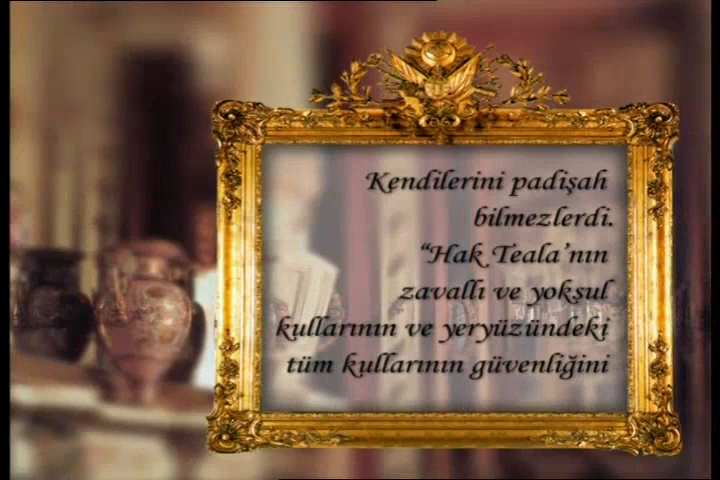 Kendilerini padişah
bilmezlerdi.
“Hak Teala’nın
zavallı ve yoksul
kullarının ve yeryüzündeki
tüm kullarının güvenliğini